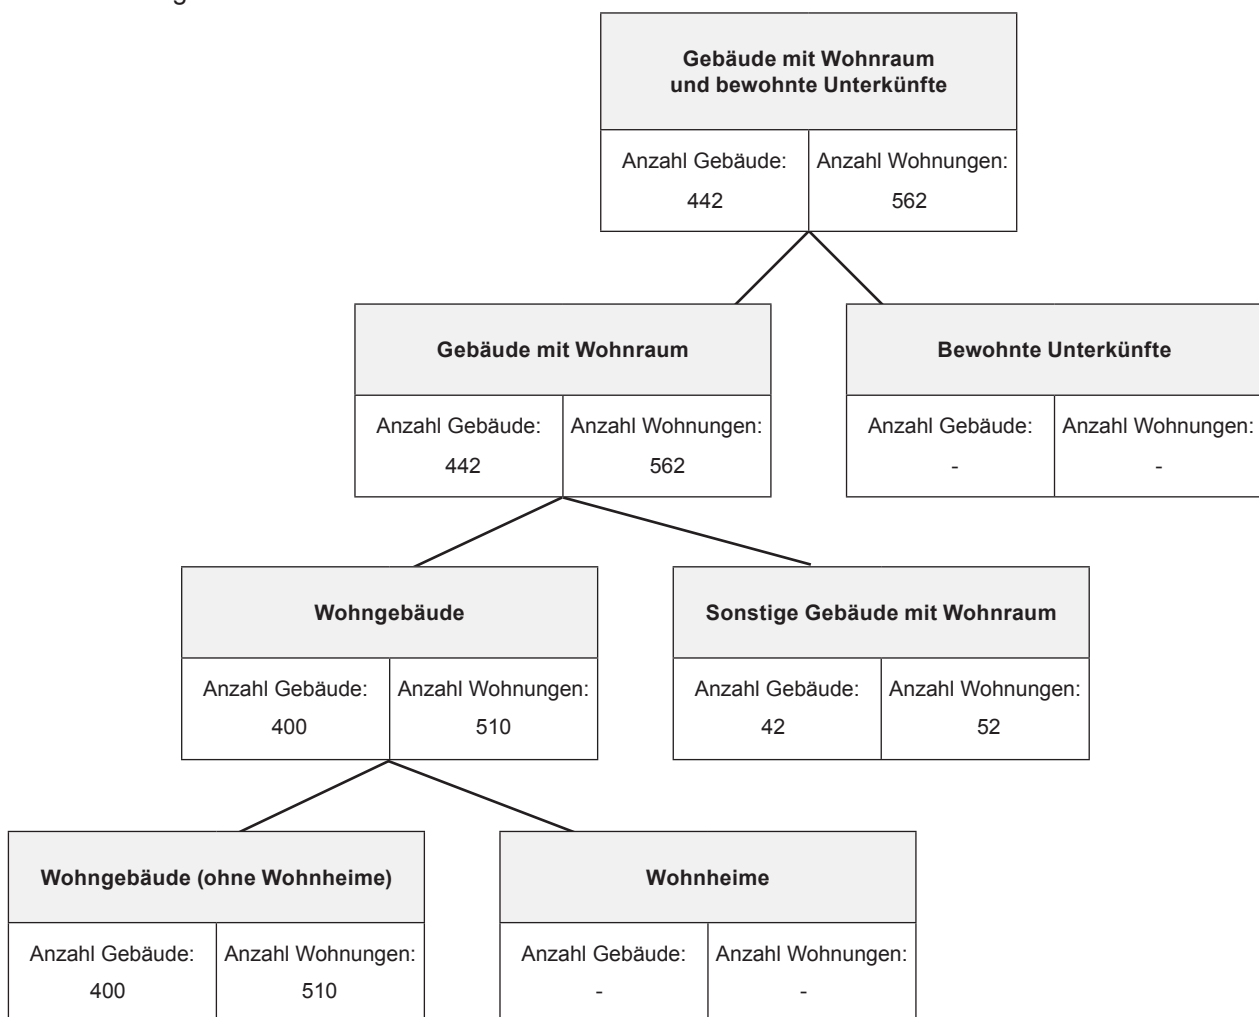 Gebäude mit Wohnraum
und bewohnte Unterkünfte
Anzahl Gebäude: Anzahl Wohnungen:
442 562
Gebäude mit Wohnraum Bewohnte Unterkünfte
Anzahl Gebäude: Anzahl Wohnungen: Anzahl Gebäude: Anzahl Wohnungen:
442 562 - -
Wohngebäude Sonstige Gebäude mit Wohnraum
Anzahl Gebäude: Anzahl Wohnungen: Anzahl Gebäude: Anzahl Wohnungen:
400 510 42 52
Wohngebäude (ohne Wohnheime) Wohnheime
Anzahl Gebäude: Anzahl Wohnungen: Anzahl Gebäude: Anzahl Wohnungen:
400 510 - -